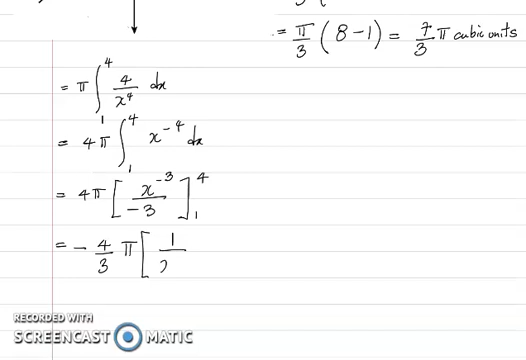 = π/3 ( 8 - 1 ) = 7/3 π cubic units
= π ∫₁⁴ 4/x⁴ dx
= 4π ∫₁⁴ x⁻⁴ dx
= 4π [ x⁻³/-3 ]₁⁴
= - 4/3 π [ 1/
RECORDED WITH
SCREENCAST MATIC